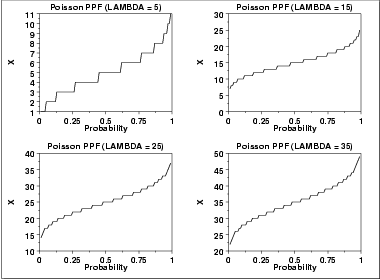 Poisson PPF (LAMBDA = 5)
11
10
9
8
7
6
5
4
3
2
1
X
0 0.25 0.5 0.75 1
Probability
Poisson PPF (LAMBDA = 15)
30
25
20
15
10
5
0
X
0 0.25 0.5 0.75 1
Probability
Poisson PPF (LAMBDA = 25)
40
35
30
25
20
15
10
X
0 0.25 0.5 0.75 1
Probability
Poisson PPF (LAMBDA = 35)
50
45
40
35
30
25
20
X
0 0.25 0.5 0.75 1
Probability